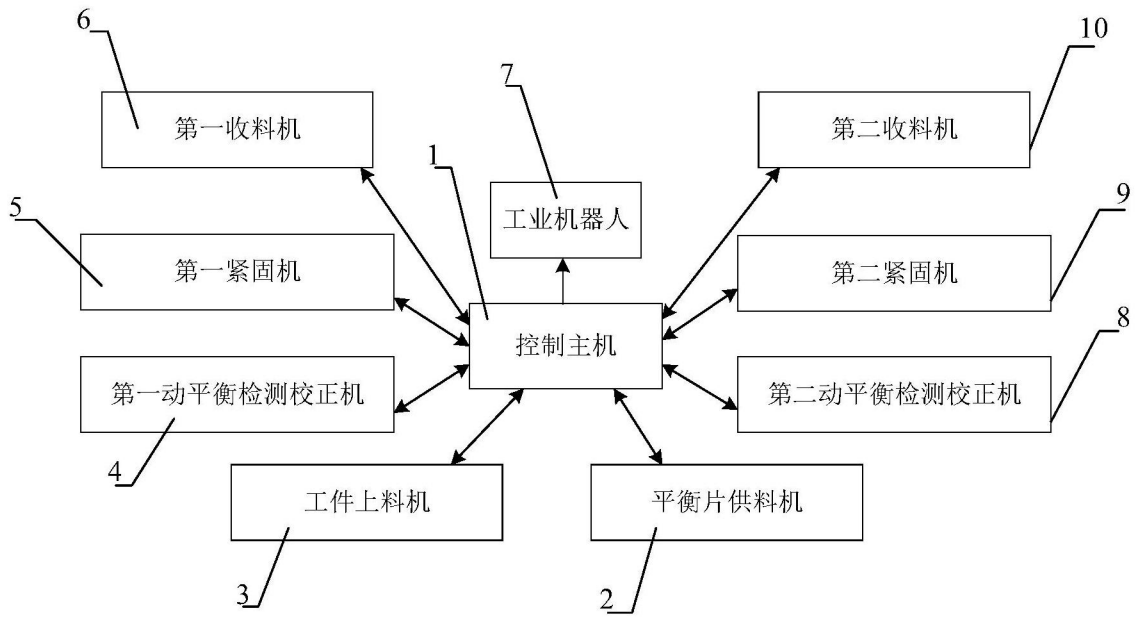 6
10
7
第一收料机
第二收料机
1
工业机器人
5
9
第一紧固机
第二紧固机
控制主机
8
第一动平衡检测校正机
第二动平衡检测校正机
4
工件上料机
平衡片供料机
3
2